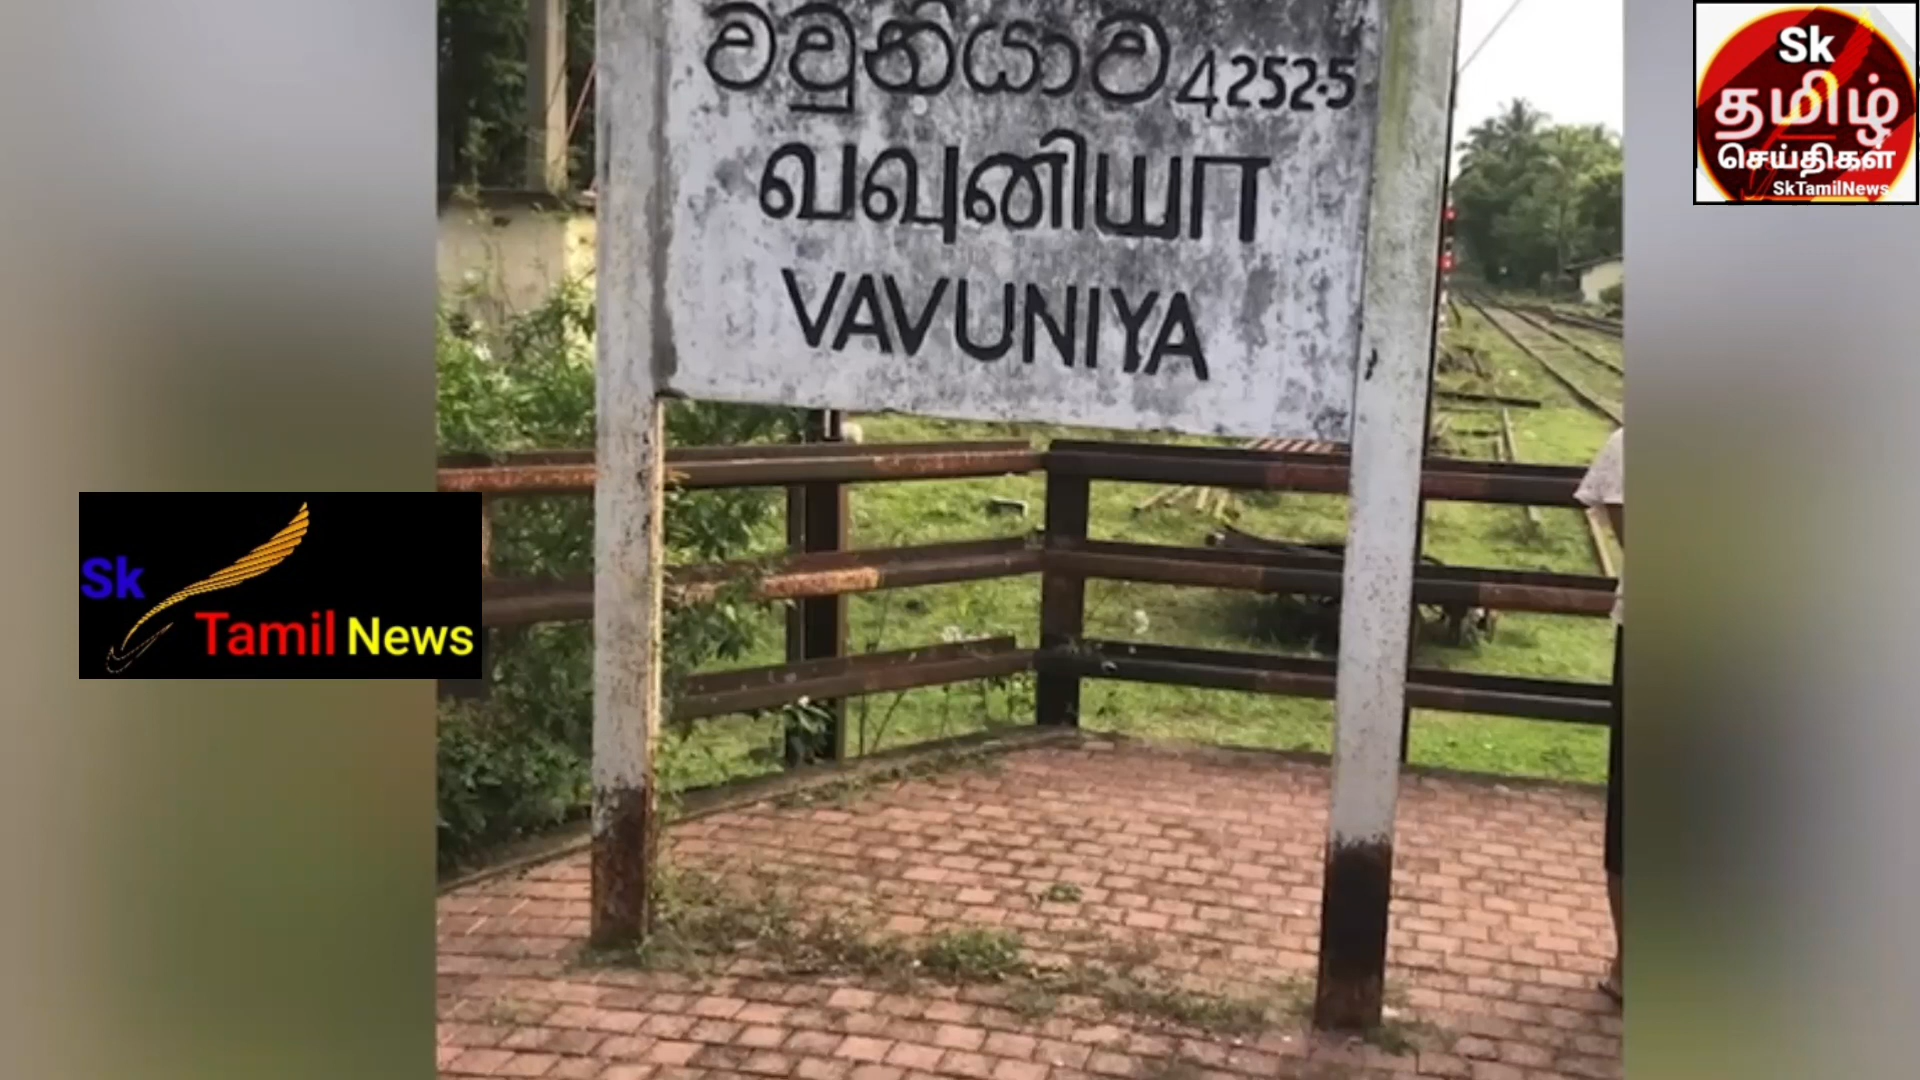 වවුනියාව 4252.5
வவுனியா
VAVUNIYA
Sk
தமிழ்
செய்திகள்
SkTamilNews
Sk
Tamil News